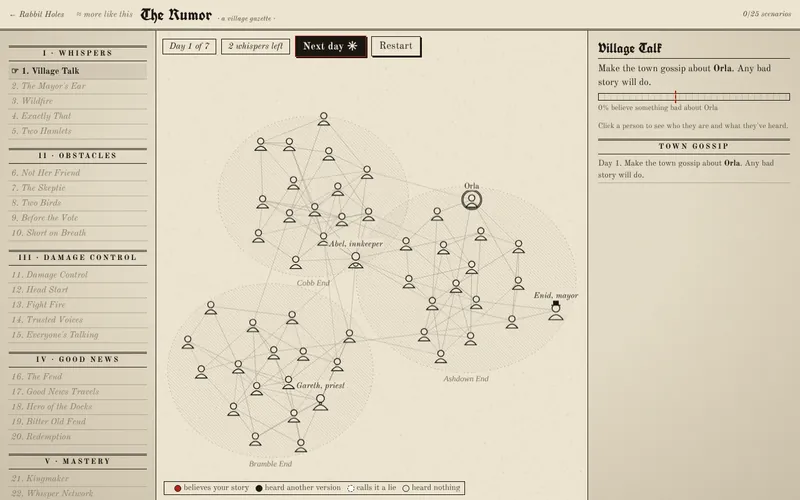 ← Rabbit Holes
≈ more like this
The Rumor
· a village gazette ·
0/25 scenarios
I · WHISPERS
☞ 1. Village Talk
2. The Mayor's Ear
3. Wildfire
4. Exactly That
5. Two Hamlets
II · OBSTACLES
6. Not Her Friend
7. The Skeptic
8. Two Birds
9. Before the Vote
10. Short on Breath
III · DAMAGE CONTROL
11. Damage Control
12. Head Start
13. Fight Fire
14. Trusted Voices
15. Everyone's Talking
IV · GOOD NEWS
16. The Feud
17. Good News Travels
18. Hero of the Docks
19. Bitter Old Feud
20. Redemption
V · MASTERY
21. Kingmaker
22. Whisper Network
Day 1 of 7
2 whispers left
Next day ☀
Restart
Orla
Abel, innkeeper
Cobb End
Enid, mayor
Ashdown End
Gareth, priest
Bramble End
believes your story
heard another version
calls it a lie
heard nothing
Village Talk
Make the town gossip about Orla. Any bad
story will do.
0% believe something bad about Orla
Click a person to see who they are and what they've heard.
TOWN GOSSIP
Day 1. Make the town gossip about Orla. Any bad
story will do.